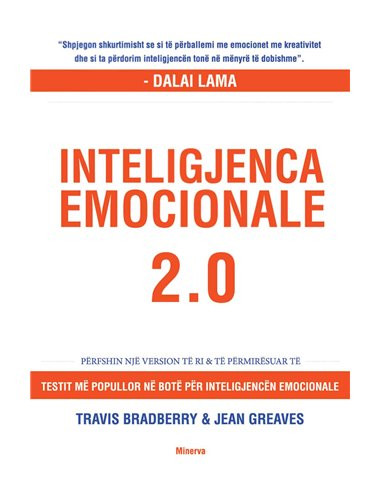 "Shpjegon shkurtimisht se si të përballemi me emocionet me kreativitet
dhe si ta përdorim inteligjencën tonë në mënyrë të dobishme".
- DALAI LAMA
INTELIGJENCA
EMOCIONALE
2.0
PËRFSHIN NJË VERSION TË RI & TË PËRMIRËSUAR TË
TESTIT MË POPULLOR NË BOTË PËR INTELIGJENCËN EMOCIONALE
TRAVIS BRADBERRY & JEAN GREAVES
Minerva